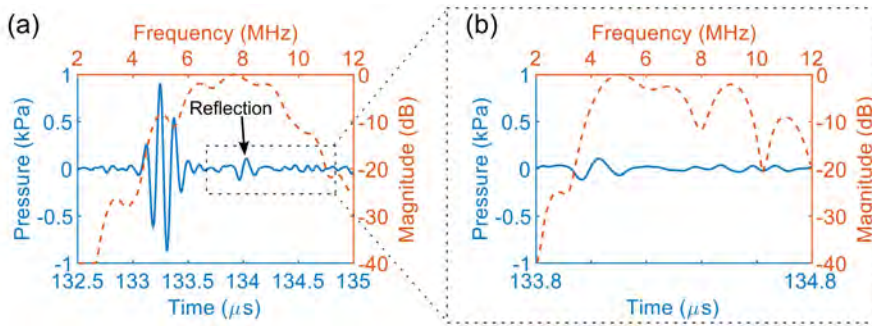 (a)
Frequency (MHz)
2 4 6 8 10 12
1 0.5 0 -0.5 -1
Pressure (kPa)
Reflection
0 -10 -20 -30 -40
Magnitude (dB)
132.5 133 133.5 134 134.5 135
Time (μs)
(b)
Frequency (MHz)
2 4 6 8 10 12
1 0.5 0 -0.5 -1
Pressure (kPa)
0 -10 -20 -30 -40
Magnitude (dB)
133.8 134.8
Time (μs)